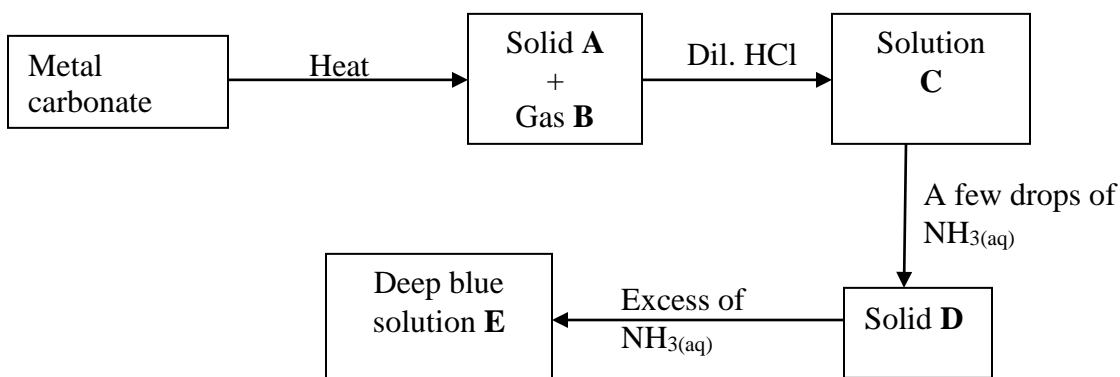 Metal
carbonate
Heat
Solid A
+
Gas B
Dil. HCl
Solution
C
A few drops of
NH3(aq)
Solid D
Excess of
NH3(aq)
Deep blue
solution E